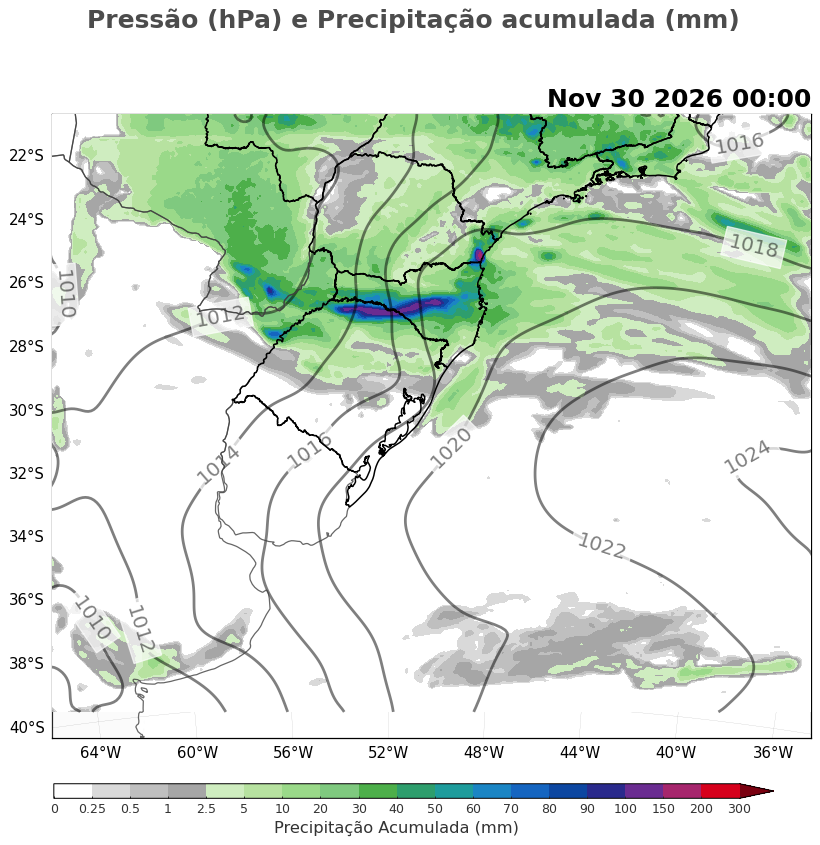 Pressão (hPa) e Precipitação acumulada (mm)
Nov 30 2026 00:00
1016
22°S
24°S
1018
26°S
1010
1012
28°S
30°S
1014
1016
1020
1024
32°S
34°S
1022
36°S
1010
1012
38°S
40°S
64°W 60°W 56°W 52°W 48°W 44°W 40°W 36°W
0 0.25 0.5 1 2.5 5 10 20 30 40 50 60 70 80 90 100 150 200 300
Precipitação Acumulada (mm)